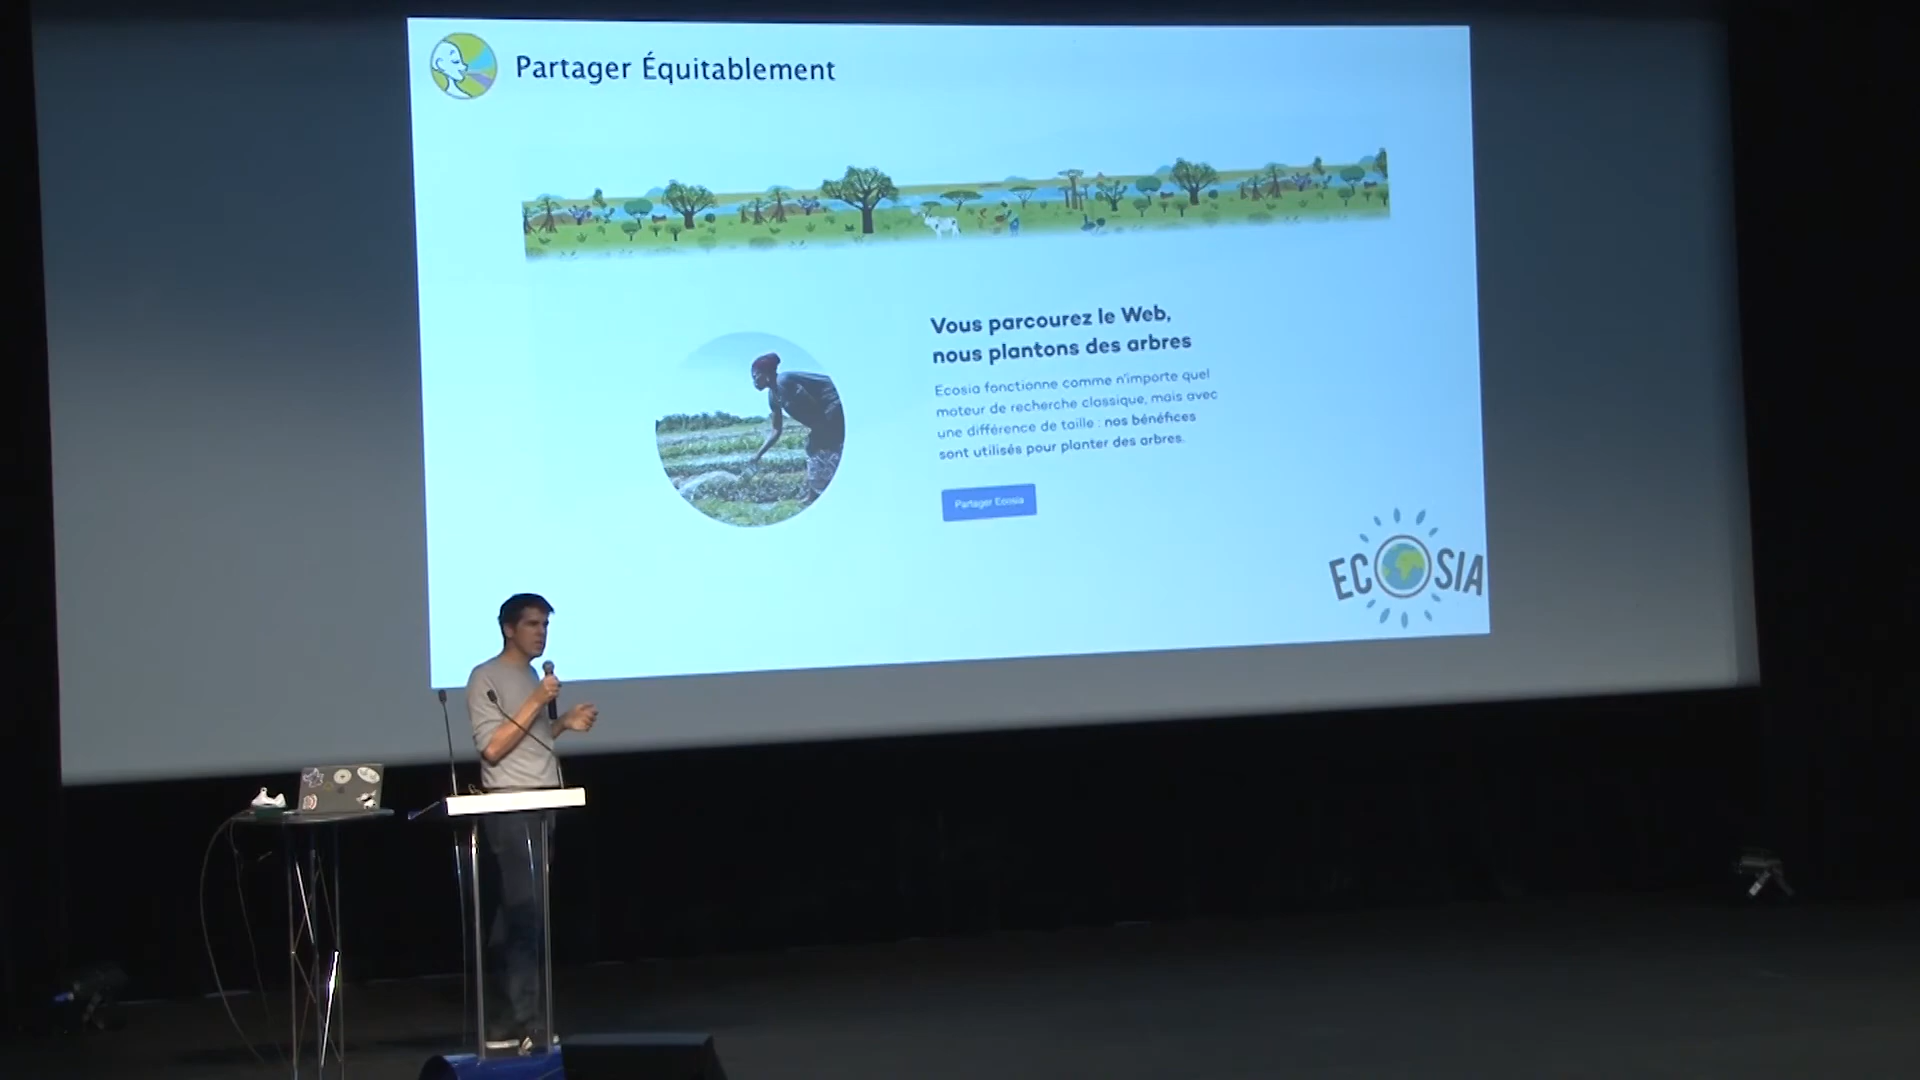 Partager Équitablement
Vous parcourez le Web,
nous plantons des arbres
Ecosia fonctionne comme n'importe quel
moteur de recherche classique, mais avec
une différence de taille : nos bénéfices
sont utilisés pour planter des arbres.
Partager Ecosia
ECOSIA